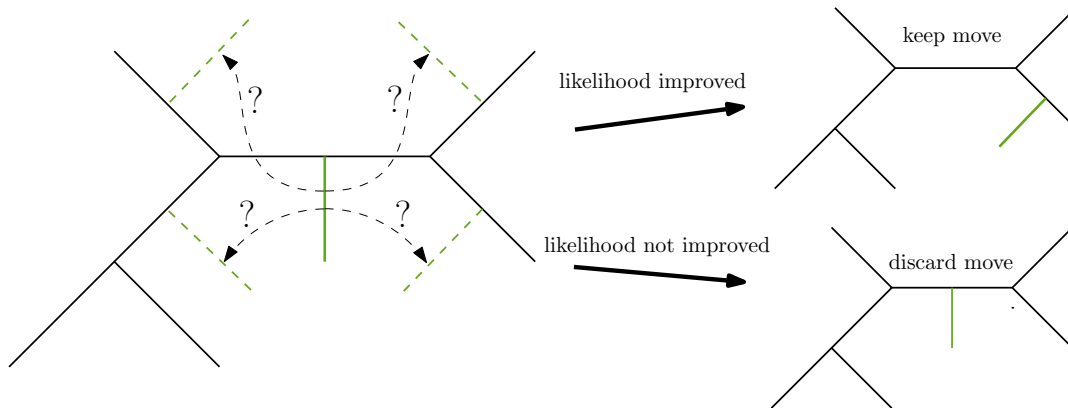 keep move
likelihood improved
?
?
?
?
likelihood not improved
discard move